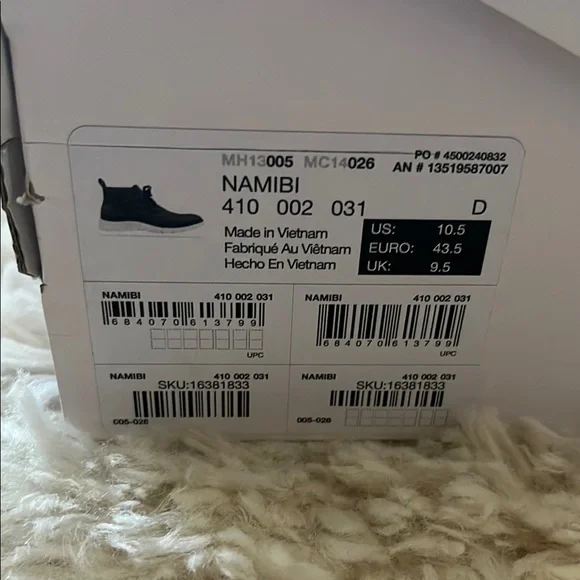 MH13005 MC14026
PO # 4500240832
AN # 13519587007
NAMIBI
410 002 031 D
Made in Vietnam
Fabriqué Au Viêtnam
Hecho En Vietnam
US: 10.5
EURO: 43.5
UK: 9.5
NAMIBI 410 002 031
684070613799
UPC
NAMIBI 410 002 031
684070613799
UPC
NAMIBI 410 002 031
SKU:16381833
005-026
NAMIBI 410 002 031
SKU:16381833
005-026